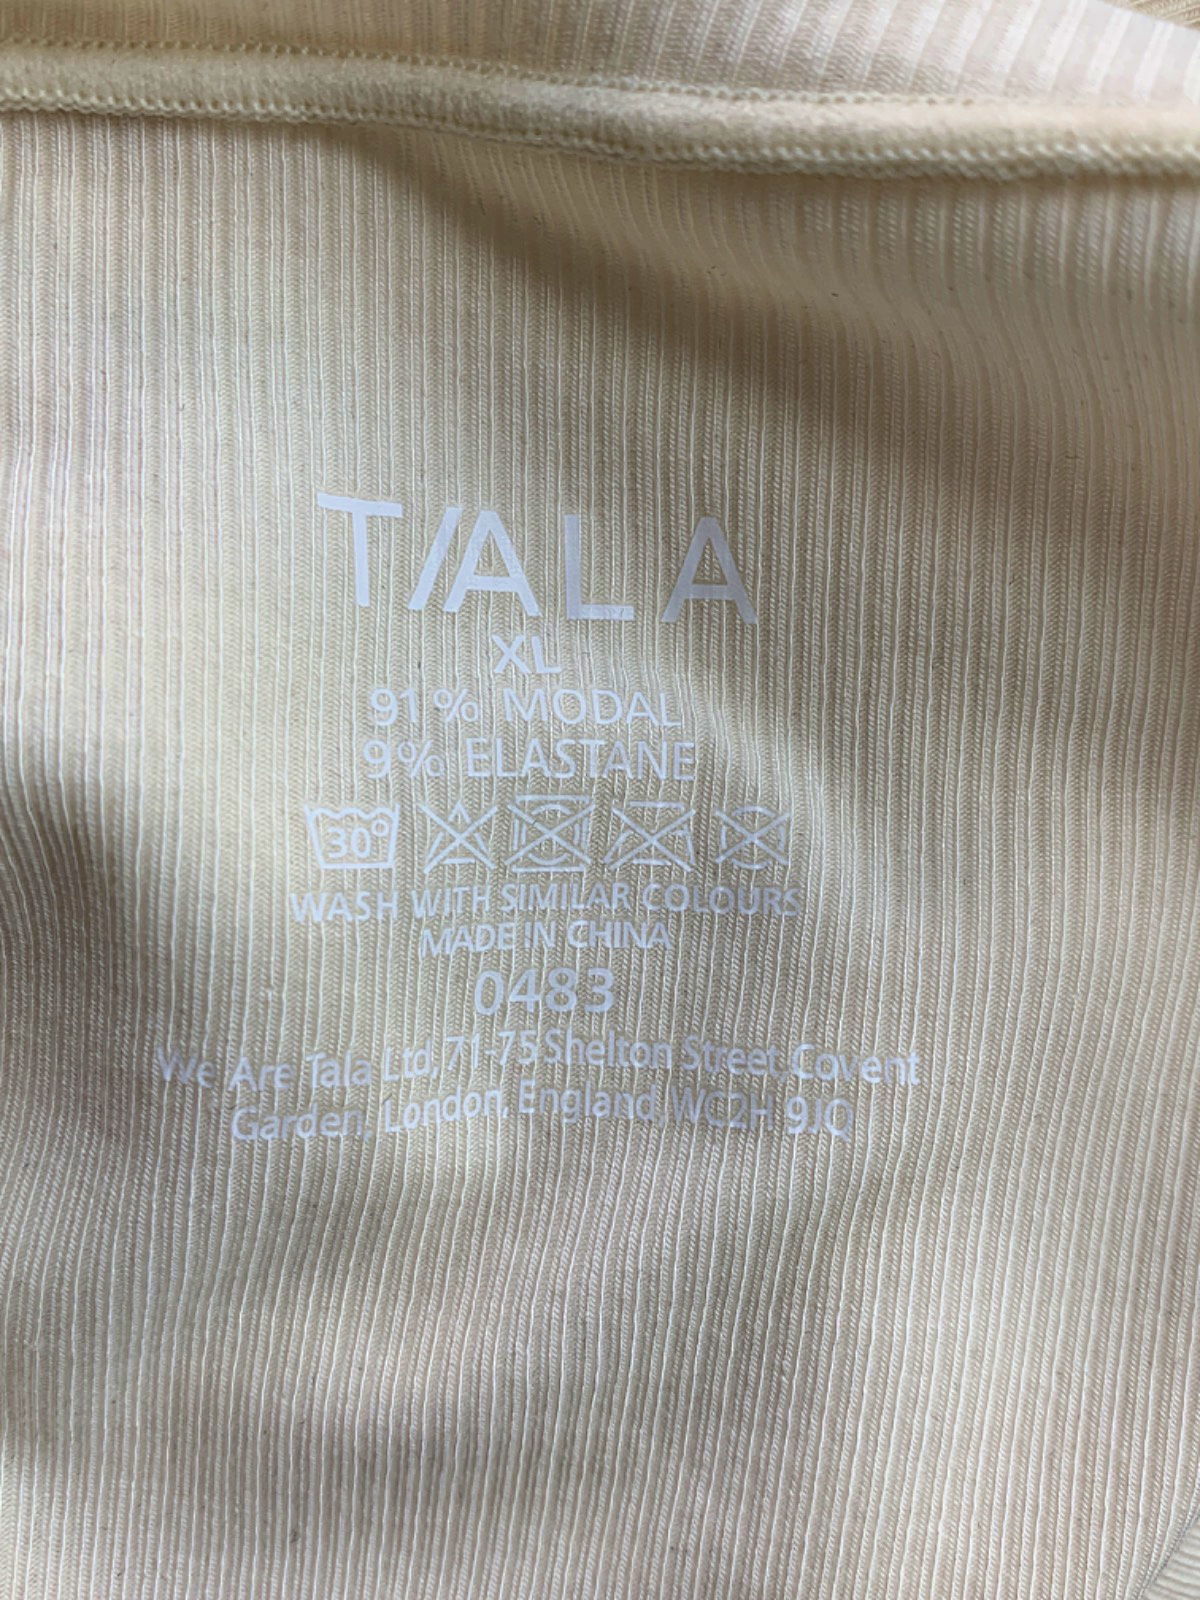 T/ALA
XL
91% MODAL
9% ELASTANE
30°
WASH WITH SIMILAR COLOURS
MADE IN CHINA
0483
We Are Tala Ltd, 71-75 Shelton Street, Covent
Garden, London, England, WC2H 9JQ